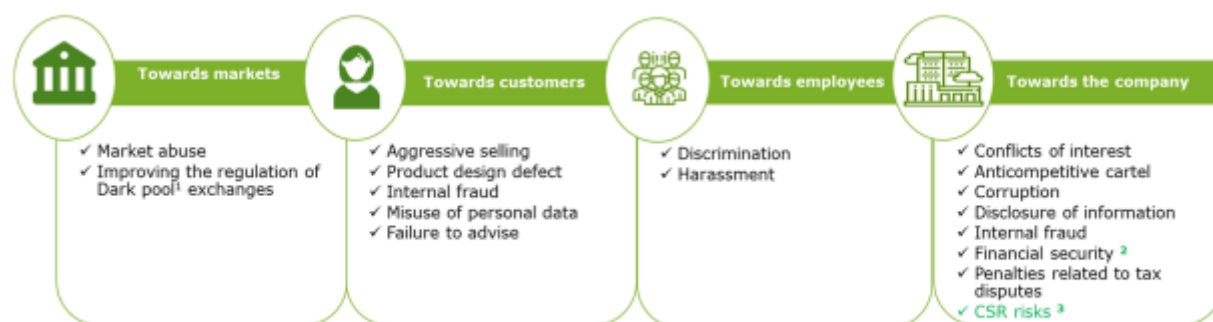 Towards markets
✓ Market abuse
✓ Improving the regulation of
Dark pool¹ exchanges
Towards customers
✓ Aggressive selling
✓ Product design defect
✓ Internal fraud
✓ Misuse of personal data
✓ Failure to advise
Towards employees
✓ Discrimination
✓ Harassment
Towards the company
✓ Conflicts of interest
✓ Anticompetitive cartel
✓ Corruption
✓ Disclosure of information
✓ Internal fraud
✓ Financial security ²
✓ Penalties related to tax
disputes
✓ CSR risks ³